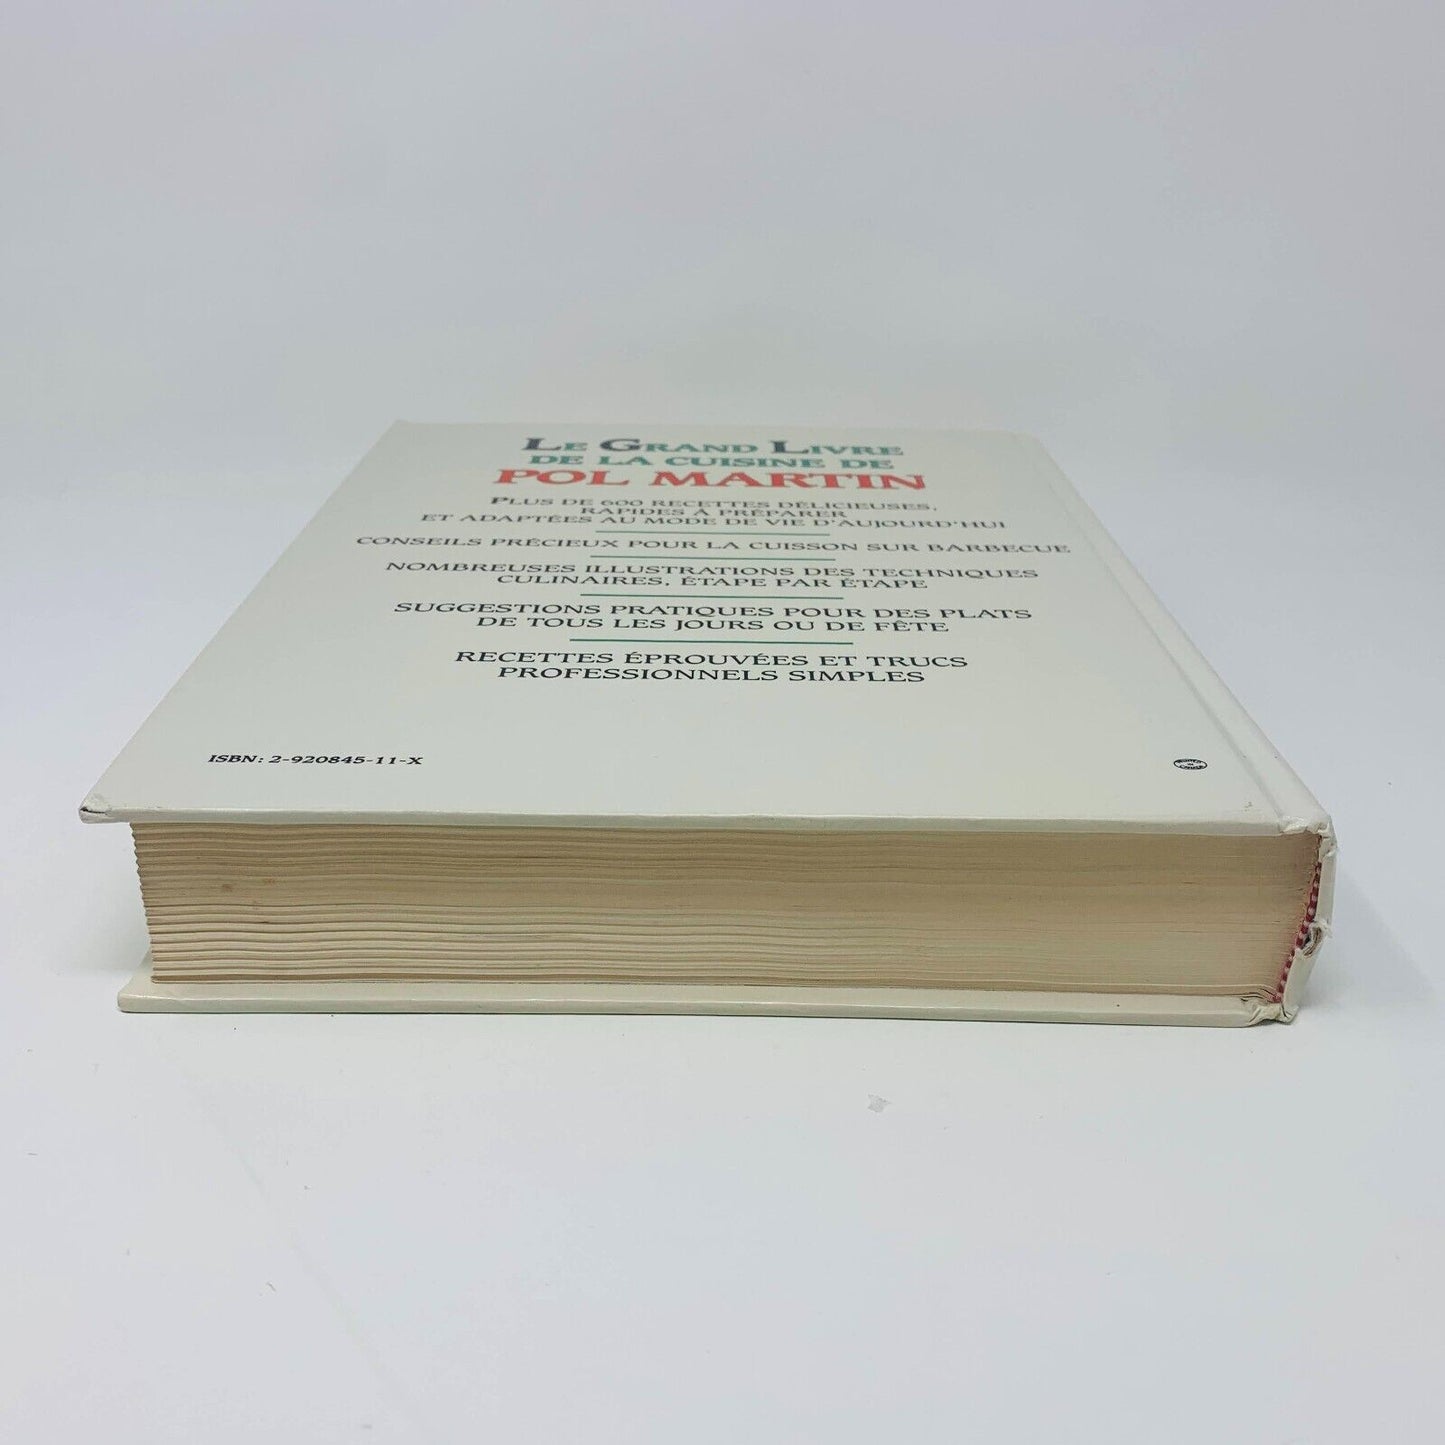 LE GRAND LIVRE
DE LA CUISINE DE
POL MARTIN
PLUS DE 600 RECETTES DÉLICIEUSES,
RAPIDES À PRÉPARER
ET ADAPTÉES AU MODE DE VIE D'AUJOURD'HUI
CONSEILS PRÉCIEUX POUR LA CUISSON SUR BARBECUE
NOMBREUSES ILLUSTRATIONS DES TECHNIQUES
CULINAIRES, ÉTAPE PAR ÉTAPE
SUGGESTIONS PRATIQUES POUR DES PLATS
DE TOUS LES JOURS OU DE FÊTE
RECETTES ÉPROUVÉES ET TRUCS
PROFESSIONNELS SIMPLES
ISBN: 2-920845-11-X